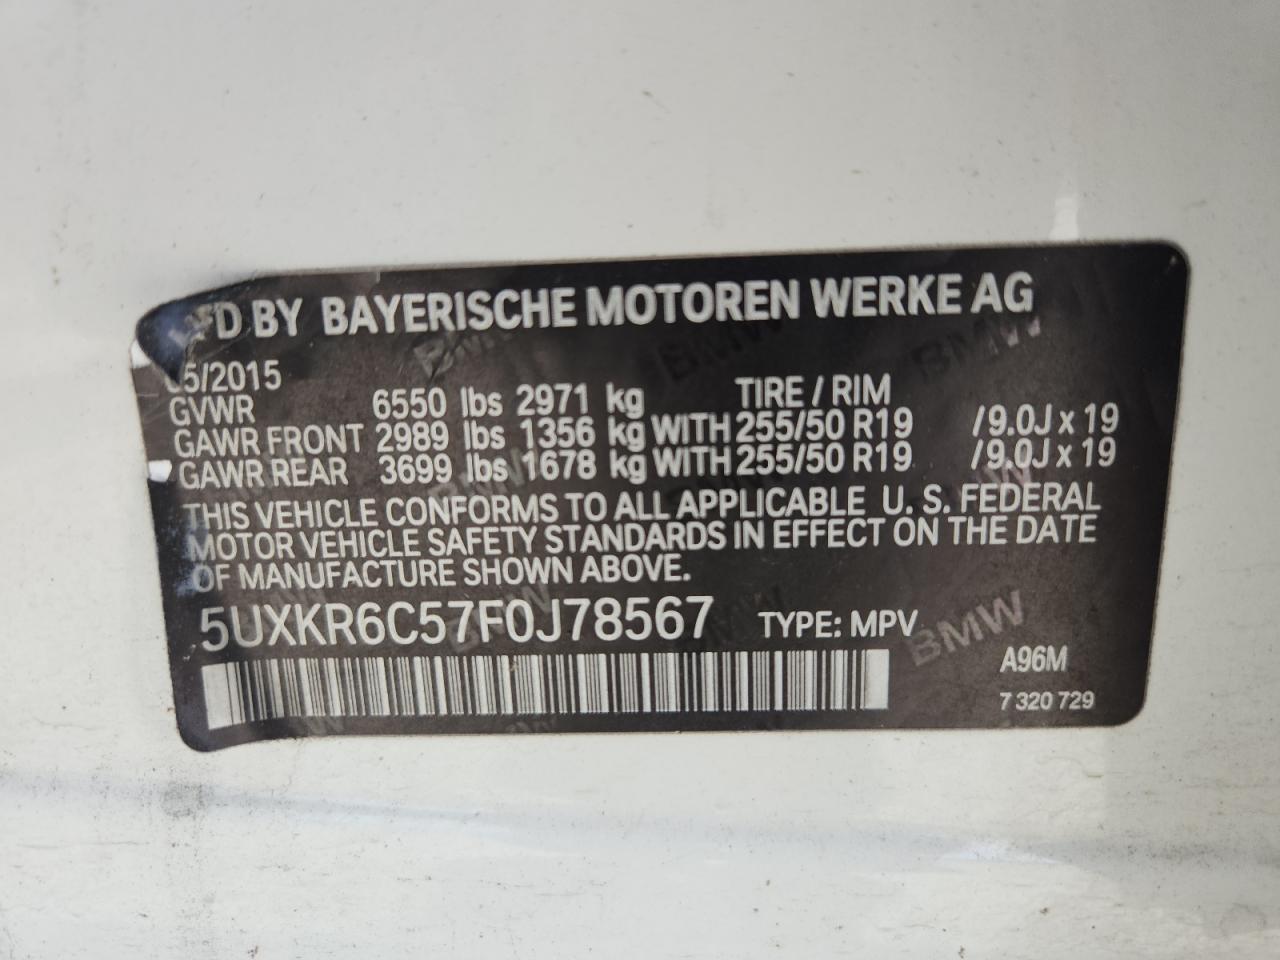 MFD BY BAYERISCHE MOTOREN WERKE AG
05/2015
GVWR 6550 lbs 2971 kg TIRE / RIM
GAWR FRONT 2989 lbs 1356 kg WITH 255/50 R19 /9.0J x 19
GAWR REAR 3699 lbs 1678 kg WITH 255/50 R19 /9.0J x 19
THIS VEHICLE CONFORMS TO ALL APPLICABLE U. S. FEDERAL
MOTOR VEHICLE SAFETY STANDARDS IN EFFECT ON THE DATE
OF MANUFACTURE SHOWN ABOVE.
5UXKR6C57F0J78567 TYPE: MPV
A96M
7 320 729